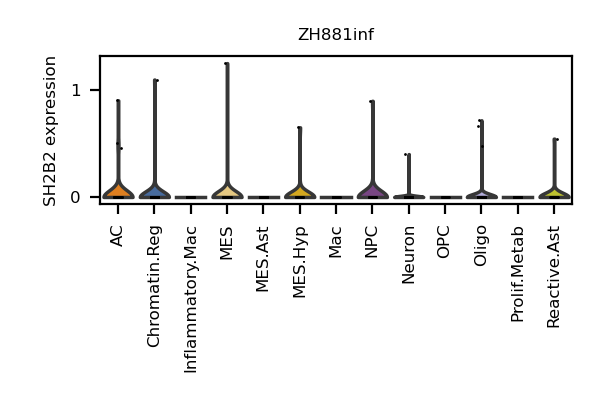 ZH881inf
SH2B2 expression
1
0
AC
Chromatin.Reg
Inflammatory.Mac
MES
MES.Ast
MES.Hyp
Mac
NPC
Neuron
OPC
Oligo
Prolif.Metab
Reactive.Ast